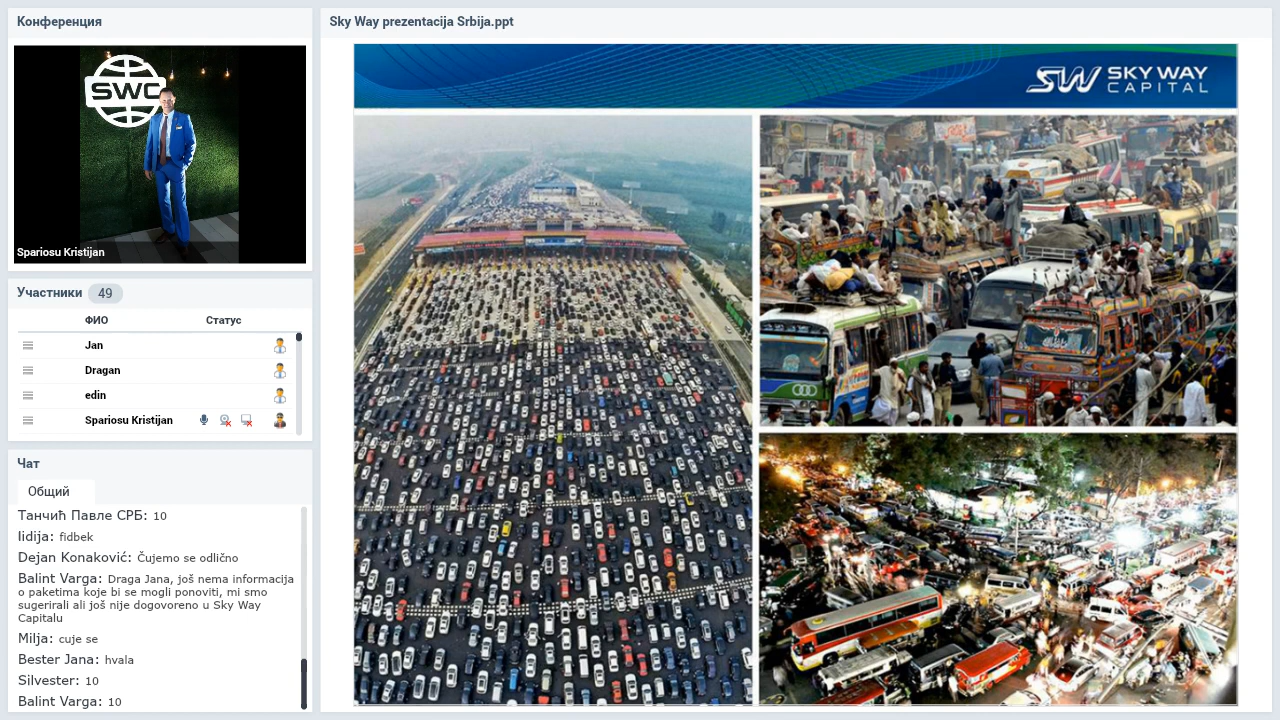 Конференция
SWC
Spariosu Kristijan
Участники 49
ФИО Статус
Jan
Dragan
edin
Spariosu Kristijan
Чат
Общий
Танчић Павле СРБ: 10
lidija: fidbek
Dejan Konaković: Čujemo se odlično
Balint Varga: Draga Jana, još nema informacija
o paketima koje bi se mogli ponoviti, mi smo
sugerirali ali još nije dogovoreno u Sky Way
Capitalu
Milja: cuje se
Bester Jana: hvala
Silvester: 10
Balint Varga: 10
Sky Way prezentacija Srbija.ppt
SW SKY WAY
CAPITAL